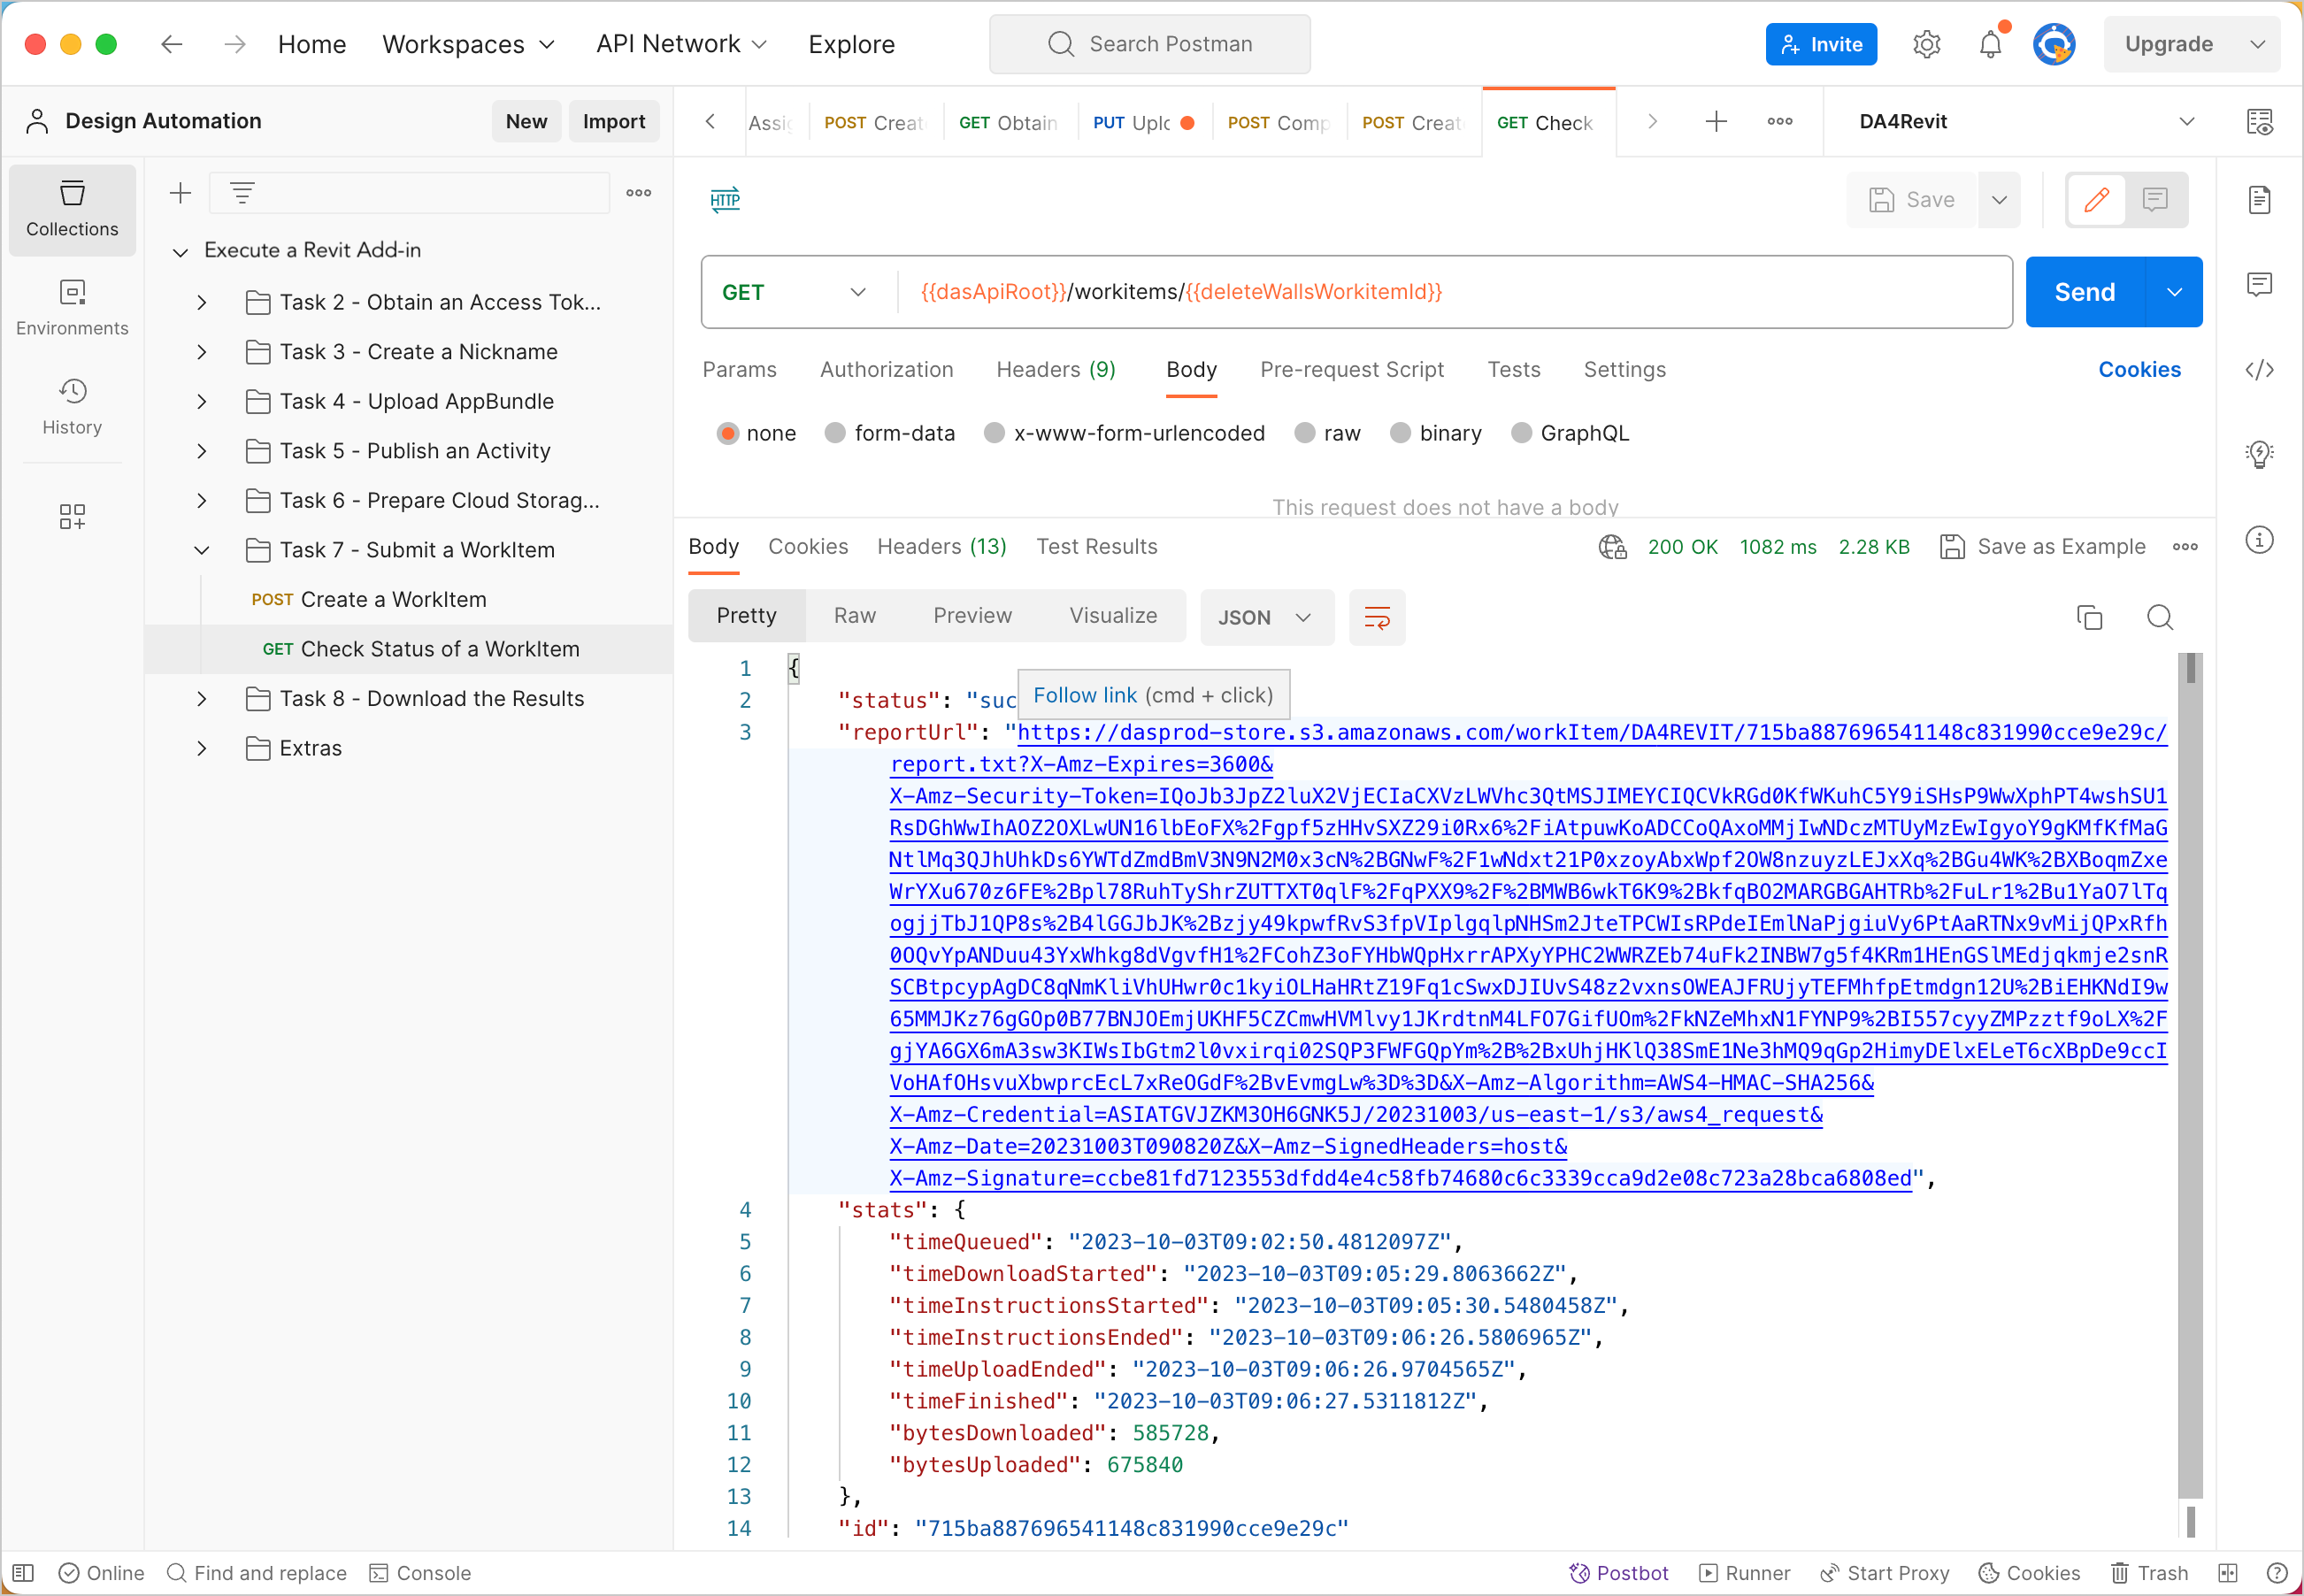 Home Workspaces API Network Explore Search Postman Invite Upgrade
Design Automation New Import
Assi POST Creat GET Obtain PUT Uplo POST Comp POST Creat GET Check DA4Revit
Collections
Environments
History
Execute a Revit Add-in
Task 2 - Obtain an Access Tok...
Task 3 - Create a Nickname
Task 4 - Upload AppBundle
Task 5 - Publish an Activity
Task 6 - Prepare Cloud Storag...
Task 7 - Submit a WorkItem
POST Create a WorkItem
GET Check Status of a WorkItem
Task 8 - Download the Results
Extras
HTTP Save
GET {{dasApiRoot}}/workitems/{{deleteWallsWorkitemId}} Send
Params Authorization Headers (9) Body Pre-request Script Tests Settings Cookies
none form-data x-www-form-urlencoded raw binary GraphQL
This request does not have a body
Body Cookies Headers (13) Test Results 200 OK 1082 ms 2.28 KB Save as Example
Pretty Raw Preview Visualize JSON
1 {
2 "status": "suc
Follow link (cmd + click)
3 "reportUrl": "https://dasprod-store.s3.amazonaws.com/workItem/DA4REVIT/715ba887696541148c831990cce9e29c/
report.txt?X-Amz-Expires=3600&
X-Amz-Security-Token=IQoJb3JpZ2luX2VjECIaCXVzLWVhc3QtMSJIMEYCIQCVkRGd0KfWKuhC5Y9iSHsP9WwXphPT4wshSU1
RsDGhWwIhAOZ2OXLwUN16lbEoFX%2Fgpf5zHHvSXZ29i0Rx6%2FiAtpuwKoADCCoQAxoMMjIwNDczMTUyMzEwIgyoY9gKMfKfMaG
NtlMq3QJhUhkDs6YWTdZmdBmV3N9N2M0x3cN%2BGNwF%2F1wNdxt21P0xzoyAbxWpf2OW8nzuyzLEJxXq%2BGu4WK%2BXBoqmZxe
WrYXu670z6FE%2Bpl78RuhTyShrZUTTXT0qlF%2FqPXX9%2F%2BMWB6wkT6K9%2BkfqBO2MARGBGAHTRb%2FuLr1%2Bu1YaO7lTq
ogjjTbJ1QP8s%2B4lGGJbJK%2Bzjy49kpwfRvS3fpVIplgqlpNHSm2JteTPCWIsRPdeIEmlNaPjgiuVy6PtAaRTNx9vMijQPxRfh
0OQvYpANDuu43YxWhkg8dVgvfH1%2FCohZ3oFYHbWQpHxrrAPXyYPHC2WWRZEb74uFk2INBW7g5f4KRm1HEnGSlMEdjqkmje2snR
SCBtpcypAgDC8qNmKliVhUHwr0c1kyiOLHaHRtZ19Fq1cSwxDJIUvS48z2vxnsOWEAJFRUjyTEFMhfpEtmdgn12U%2BiEHKNdI9w
65MMJKz76gGOp0B77BNJOEmjUKHF5CZCmwHVMlvy1JKrdtnM4LFO7GifUOm%2FkNZeMhxN1FYNP9%2BI557cyyZMPzztf9oLX%2F
gjYA6GX6mA3sw3KIWsIbGtm2l0vxirqi02SQP3FWFGQpYm%2B%2BxUhjHKlQ38SmE1Ne3hMQ9qGp2HimyDElxELeT6cXBpDe9ccI
VoHAfOHsvuXbwprcEcL7xReOGdF%2BvEvmgLw%3D%3D&X-Amz-Algorithm=AWS4-HMAC-SHA256&
X-Amz-Credential=ASIATGVJZKM3OH6GNK5J/20231003/us-east-1/s3/aws4_request&
X-Amz-Date=20231003T090820Z&X-Amz-SignedHeaders=host&
X-Amz-Signature=ccbe81fd7123553dfdd4e4c58fb74680c6c3339cca9d2e08c723a28bca6808ed",
4 "stats": {
5 "timeQueued": "2023-10-03T09:02:50.4812097Z",
6 "timeDownloadStarted": "2023-10-03T09:05:29.8063662Z",
7 "timeInstructionsStarted": "2023-10-03T09:05:30.5480458Z",
8 "timeInstructionsEnded": "2023-10-03T09:06:26.5806965Z",
9 "timeUploadEnded": "2023-10-03T09:06:26.9704565Z",
10 "timeFinished": "2023-10-03T09:06:27.5311812Z",
11 "bytesDownloaded": 585728,
12 "bytesUploaded": 675840
13 },
14 "id": "715ba887696541148c831990cce9e29c"
Online Find and replace Console Postbot Runner Start Proxy Cookies Trash